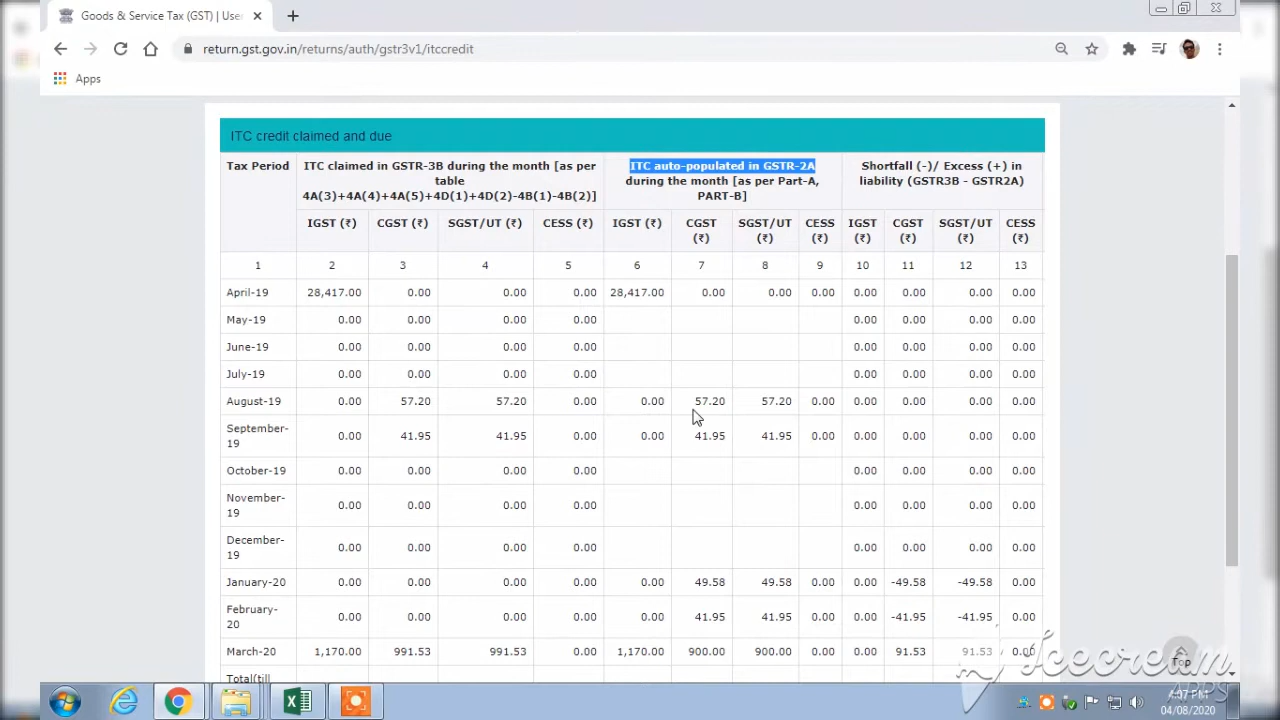 Goods & Service Tax (GST) | User
return.gst.gov.in/returns/auth/gstr3v1/itccredit
Apps
ITC credit claimed and due
Tax Period | ITC claimed in GSTR-3B during the month [as per table 4A(3)+4A(4)+4A(5)+4D(1)+4D(2)-4B(1)-4B(2)] | ITC auto-populated in GSTR-2A during the month [as per Part-A, PART-B] | Shortfall (-)/ Excess (+) in liability (GSTR3B - GSTR2A)
IGST (₹) CGST (₹) SGST/UT (₹) CESS (₹) IGST (₹) CGST (₹) SGST/UT (₹) CESS (₹) IGST (₹) CGST (₹) SGST/UT (₹) CESS (₹)
1 2 3 4 5 6 7 8 9 10 11 12 13
April-19 28,417.00 0.00 0.00 0.00 28,417.00 0.00 0.00 0.00 0.00 0.00 0.00 0.00
May-19 0.00 0.00 0.00 0.00 0.00 0.00 0.00 0.00
June-19 0.00 0.00 0.00 0.00 0.00 0.00 0.00 0.00
July-19 0.00 0.00 0.00 0.00 0.00 0.00 0.00 0.00
August-19 0.00 57.20 57.20 0.00 0.00 57.20 57.20 0.00 0.00 0.00 0.00 0.00
September-19 0.00 41.95 41.95 0.00 0.00 41.95 41.95 0.00 0.00 0.00 0.00 0.00
October-19 0.00 0.00 0.00 0.00 0.00 0.00 0.00 0.00
November-19 0.00 0.00 0.00 0.00 0.00 0.00 0.00 0.00
December-19 0.00 0.00 0.00 0.00 0.00 0.00 0.00 0.00
January-20 0.00 0.00 0.00 0.00 0.00 49.58 49.58 0.00 0.00 -49.58 -49.58 0.00
February-20 0.00 0.00 0.00 0.00 0.00 41.95 41.95 0.00 0.00 -41.95 -41.95 0.00
March-20 1,170.00 991.53 991.53 0.00 1,170.00 900.00 900.00 0.00 0.00 91.53 91.53 0.00
Total(till
Top
Icecream
APPS
4:07 PM
04/08/2020